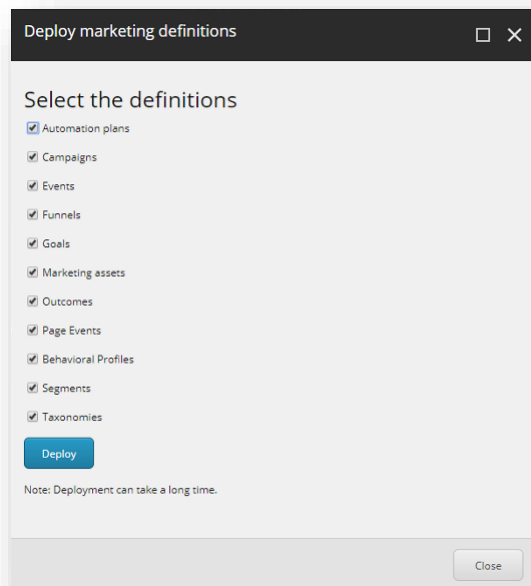 Deploy marketing definitions
Select the definitions
Automation plans
Campaigns
Events
Funnels
Goals
Marketing assets
Outcomes
Page Events
Behavioral Profiles
Segments
Taxonomies
Deploy
Note: Deployment can take a long time.
Close